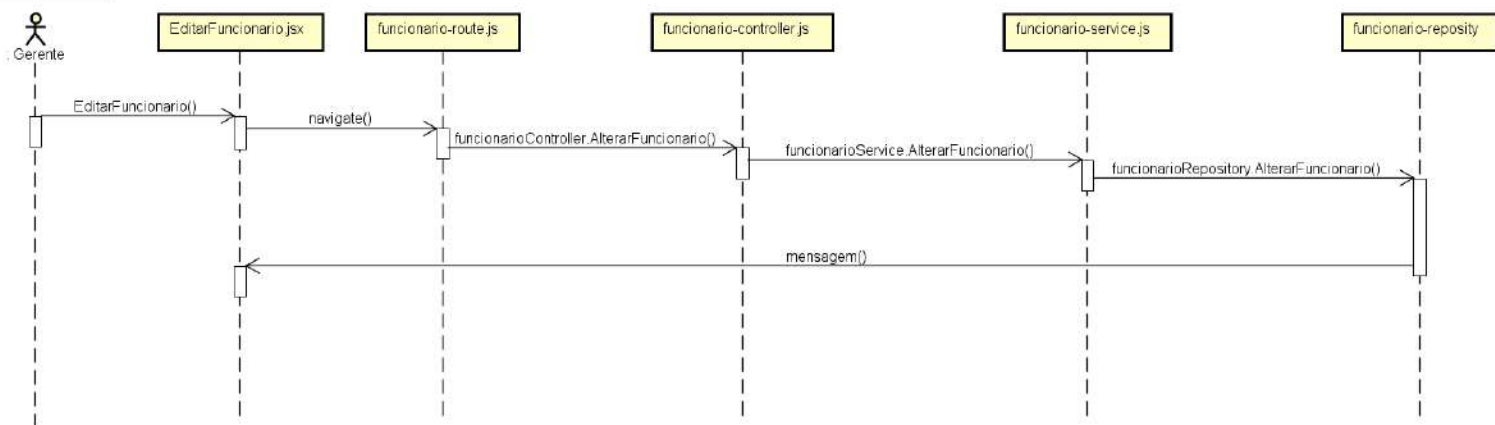 EditarFuncionario.jsx
funcionario-route.js
funcionario-controller.js
funcionario-service.js
funcionario-reposity
: Gerente
EditarFuncionario()
navigate()
funcionarioController.AlterarFuncionario()
funcionarioService.AlterarFuncionario()
funcionarioRepository.AlterarFuncionario()
mensagem()